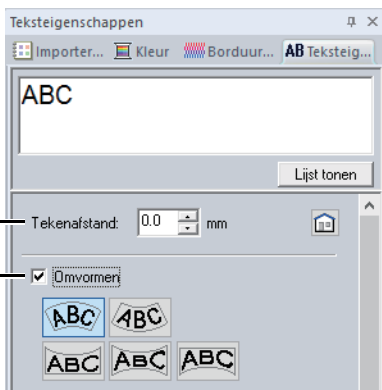 Teksteigenschappen
Importer... Kleur Borduur... AB Teksteig...
ABC
Lijst tonen
Tekenafstand: 0.0 mm
Omvormen
ABC ABC
ABC ABC ABC